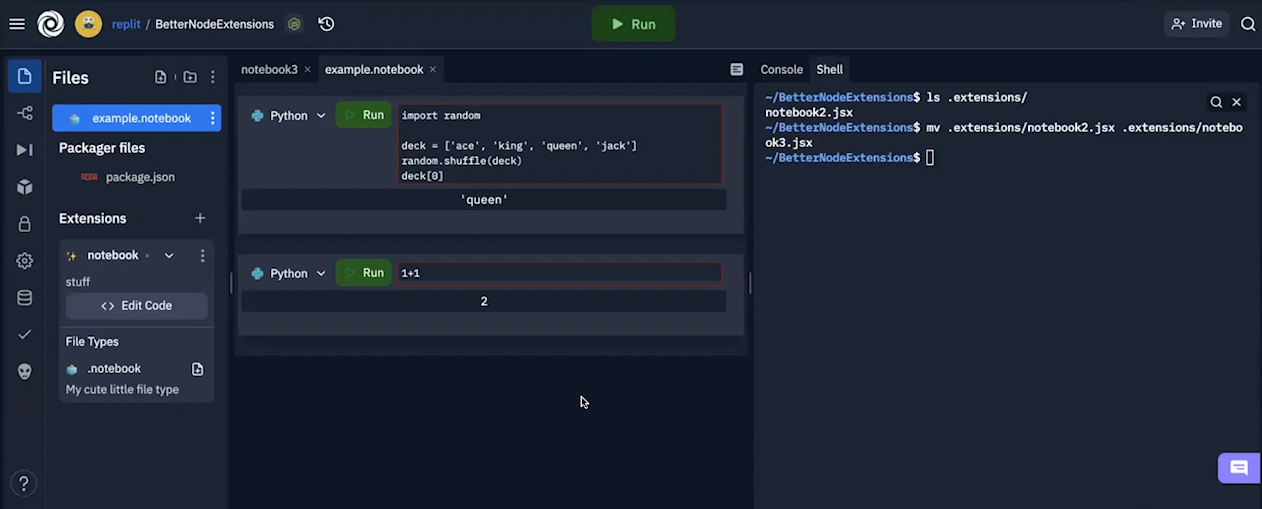 replit / BetterNodeExtensions
Run
Invite
Files
example.notebook
Packager files
package.json
Extensions
notebook
stuff
<> Edit Code
File Types
.notebook
My cute little file type
?
notebook3 ×
example.notebook ×
Python
Run
import random
deck = ['ace', 'king', 'queen', 'jack']
random.shuffle(deck)
deck[0]
'queen'
Python
Run
1+1
2
Console
Shell
~/BetterNodeExtensions$ ls .extensions/
notebook2.jsx
~/BetterNodeExtensions$ mv .extensions/notebook2.jsx .extensions/notebo
ok3.jsx
~/BetterNodeExtensions$